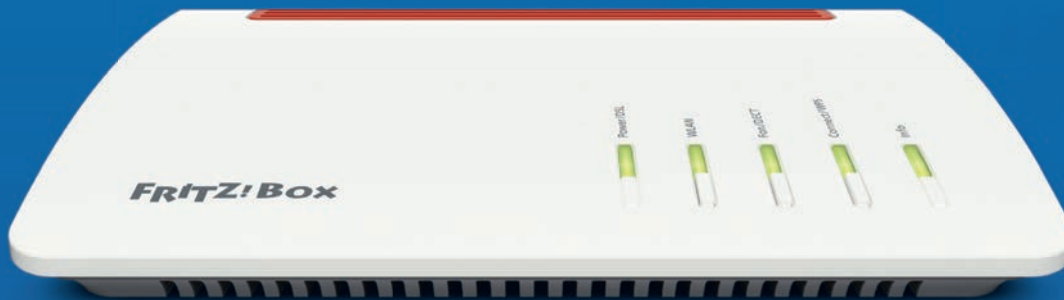 FRITZ! BOX
Power/DSL
WLAN
Fon/DECT
Connect/WPS
Info